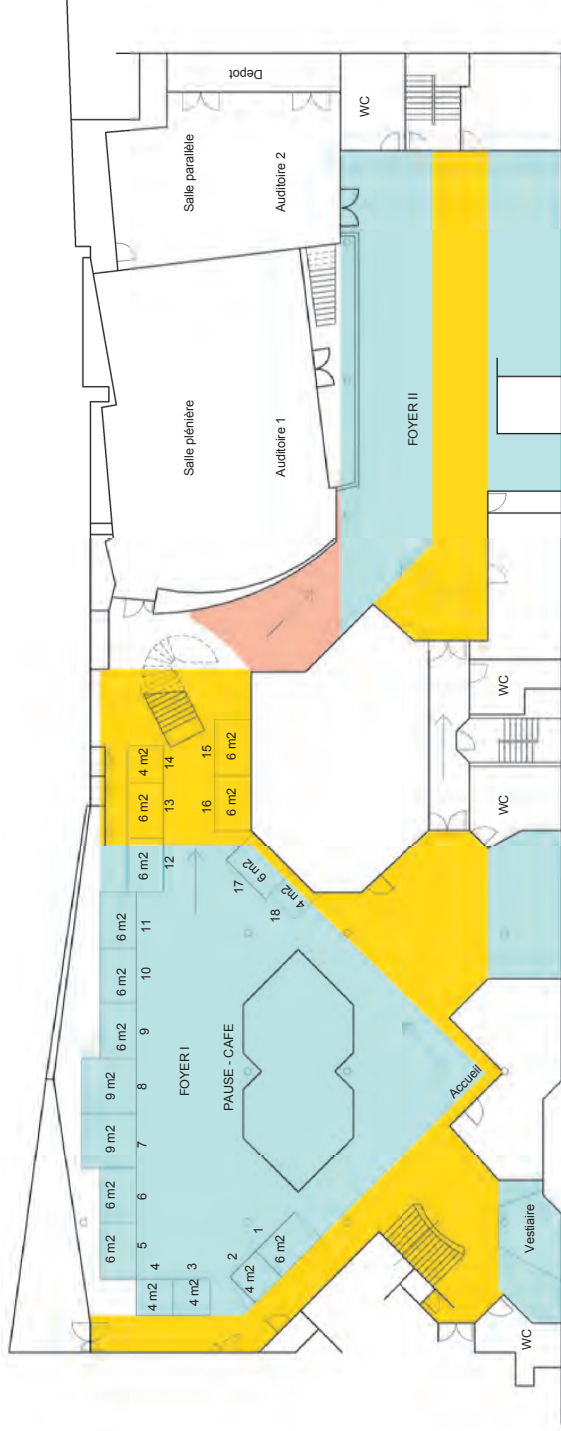 Depot
WC
Salle paralèle
Auditoire 2
Salle plénière
Auditoire 1
FOYER II
WC
WC
4 m2
14
15
6 m2
6 m2
13
16
6 m2
6 m2
12
17
6 m2
18
4 m2
6 m2
11
6 m2
10
6 m2
9
9 m2
8
9 m2
7
6 m2
6
6 m2
5
FOYER I
PAUSE - CAFE
4
4 m2
3
4 m2
2
4 m2
1
6 m2
Accueil
Vestiaire
WC